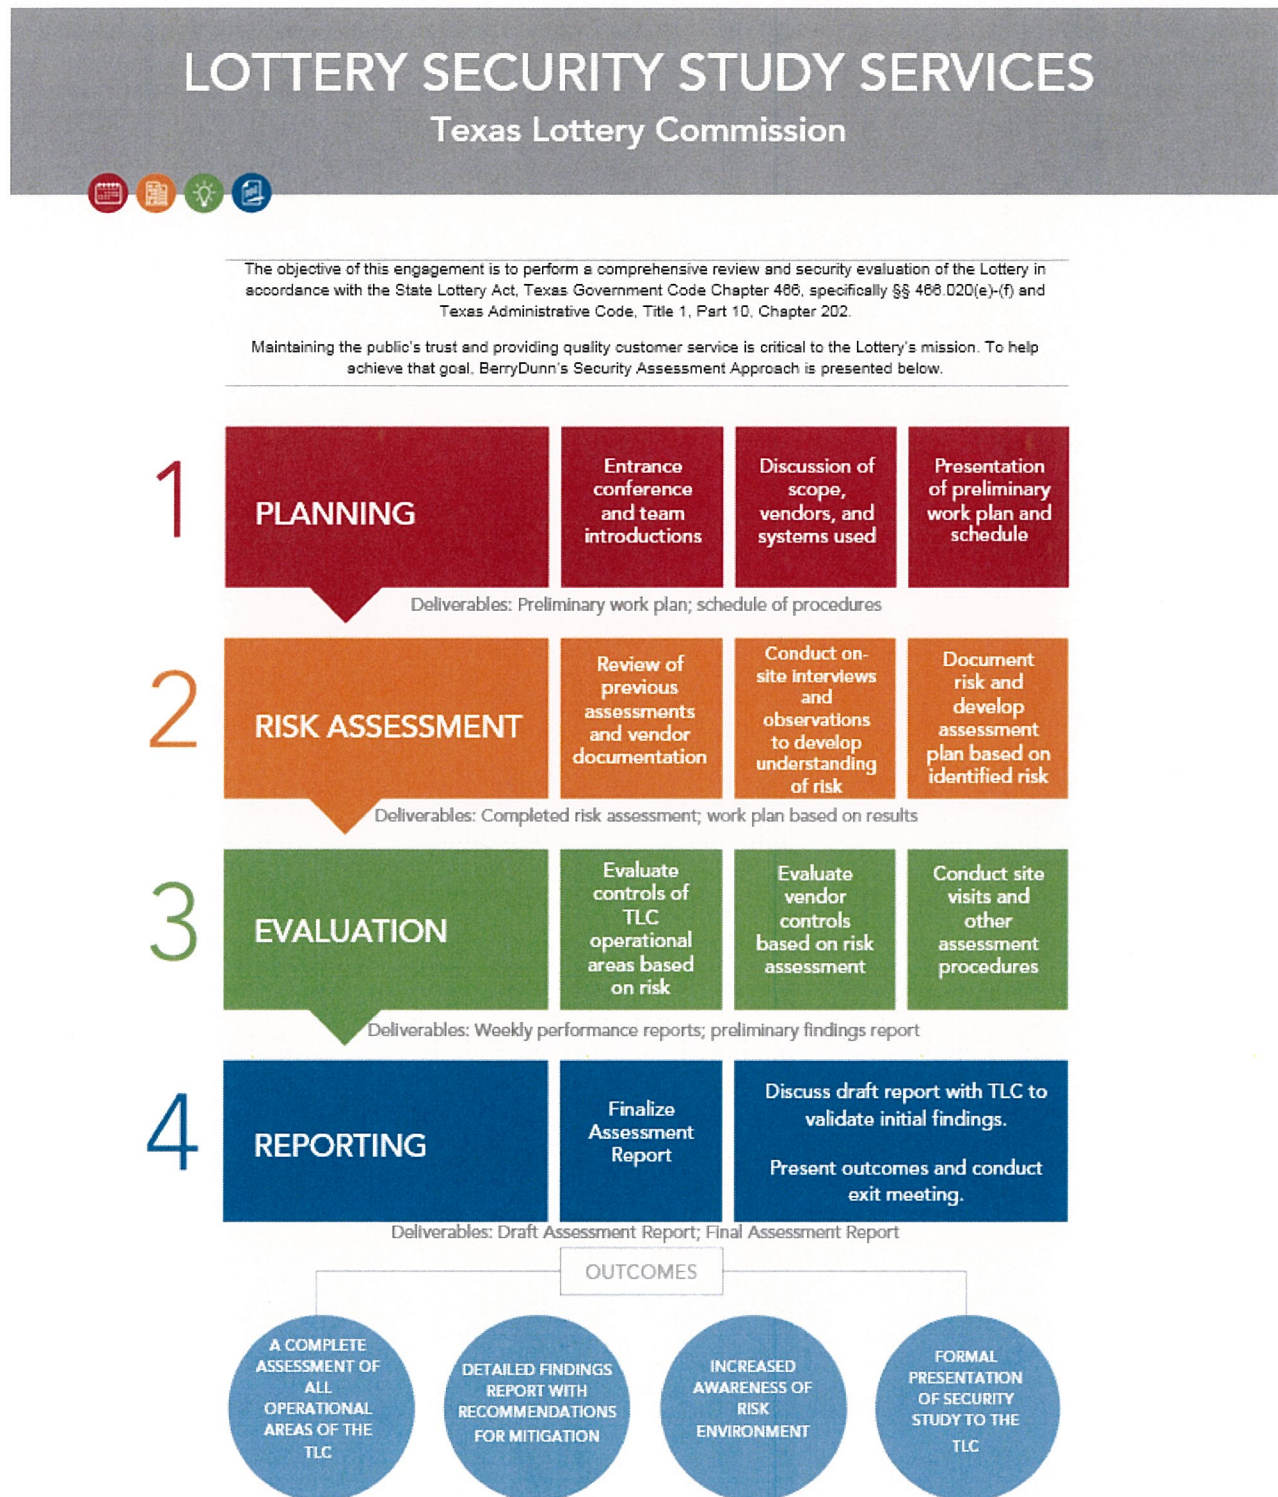 LOTTERY SECURITY STUDY SERVICES
Texas Lottery Commission
The objective of this engagement is to perform a comprehensive review and security evaluation of the Lottery in
accordance with the State Lottery Act, Texas Government Code Chapter 466, specifically §§ 466.020(e)-(f) and
Texas Administrative Code, Title 1, Part 10, Chapter 202.
Maintaining the public's trust and providing quality customer service is critical to the Lottery's mission. To help
achieve that goal, BerryDunn's Security Assessment Approach is presented below.
1
PLANNING
Entrance
conference
and team
introductions
Discussion of
scope,
vendors, and
systems used
Presentation
of preliminary
work plan and
schedule
Deliverables: Preliminary work plan; schedule of procedures
2
RISK ASSESSMENT
Review of
previous
assessments
and vendor
documentation
Conduct on-
site interviews
and
observations
to develop
understanding
of risk
Document
risk and
develop
assessment
plan based on
identified risk
Deliverables: Completed risk assessment; work plan based on results
3
EVALUATION
Evaluate
controls of
TLC
operational
areas based
on risk
Evaluate
vendor
controls
based on risk
assessment
Conduct site
visits and
other
assessment
procedures
Deliverables: Weekly performance reports; preliminary findings report
4
REPORTING
Finalize
Assessment
Report
Discuss draft report with TLC to
validate initial findings.
Present outcomes and conduct
exit meeting.
Deliverables: Draft Assessment Report; Final Assessment Report
OUTCOMES
A COMPLETE
ASSESSMENT OF
ALL
OPERATIONAL
AREAS OF THE
TLC
DETAILED FINDINGS
REPORT WITH
RECOMMENDATIONS
FOR MITIGATION
INCREASED
AWARENESS OF
RISK
ENVIRONMENT
FORMAL
PRESENTATION
OF SECURITY
STUDY TO THE
TLC